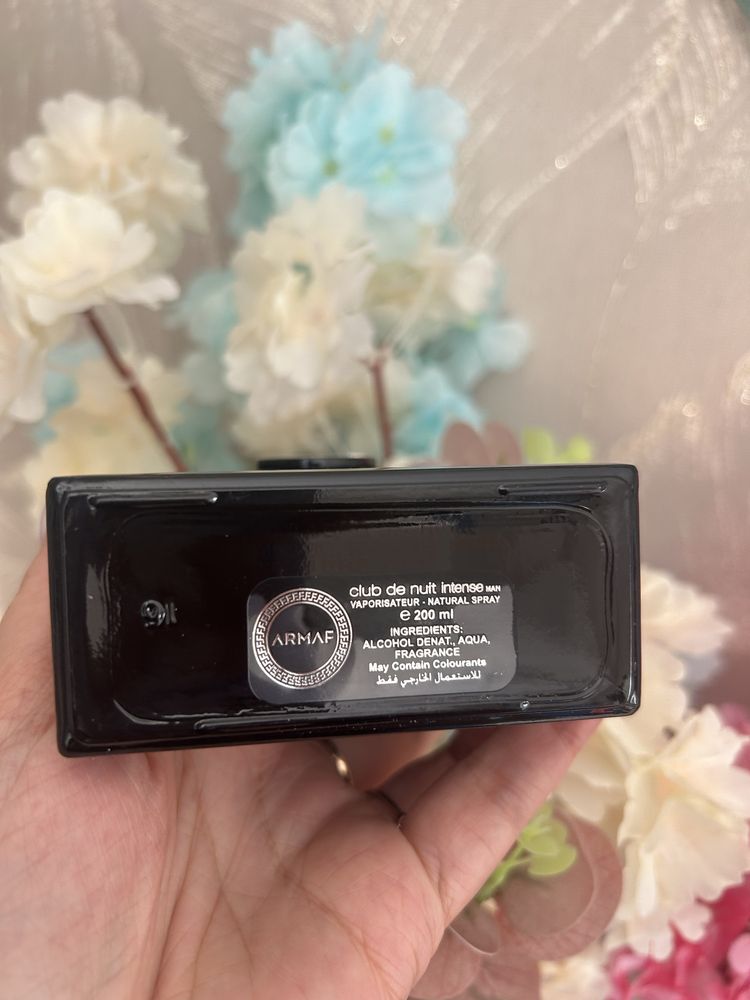 16
ARMAF
club de nuit intense MAN
VAPORISATEUR - NATURAL SPRAY
℮ 200 ml
INGREDIENTS:
ALCOHOL DENAT., AQUA,
FRAGRANCE
May Contain Colourants
للاستعمال الخارجي فقط